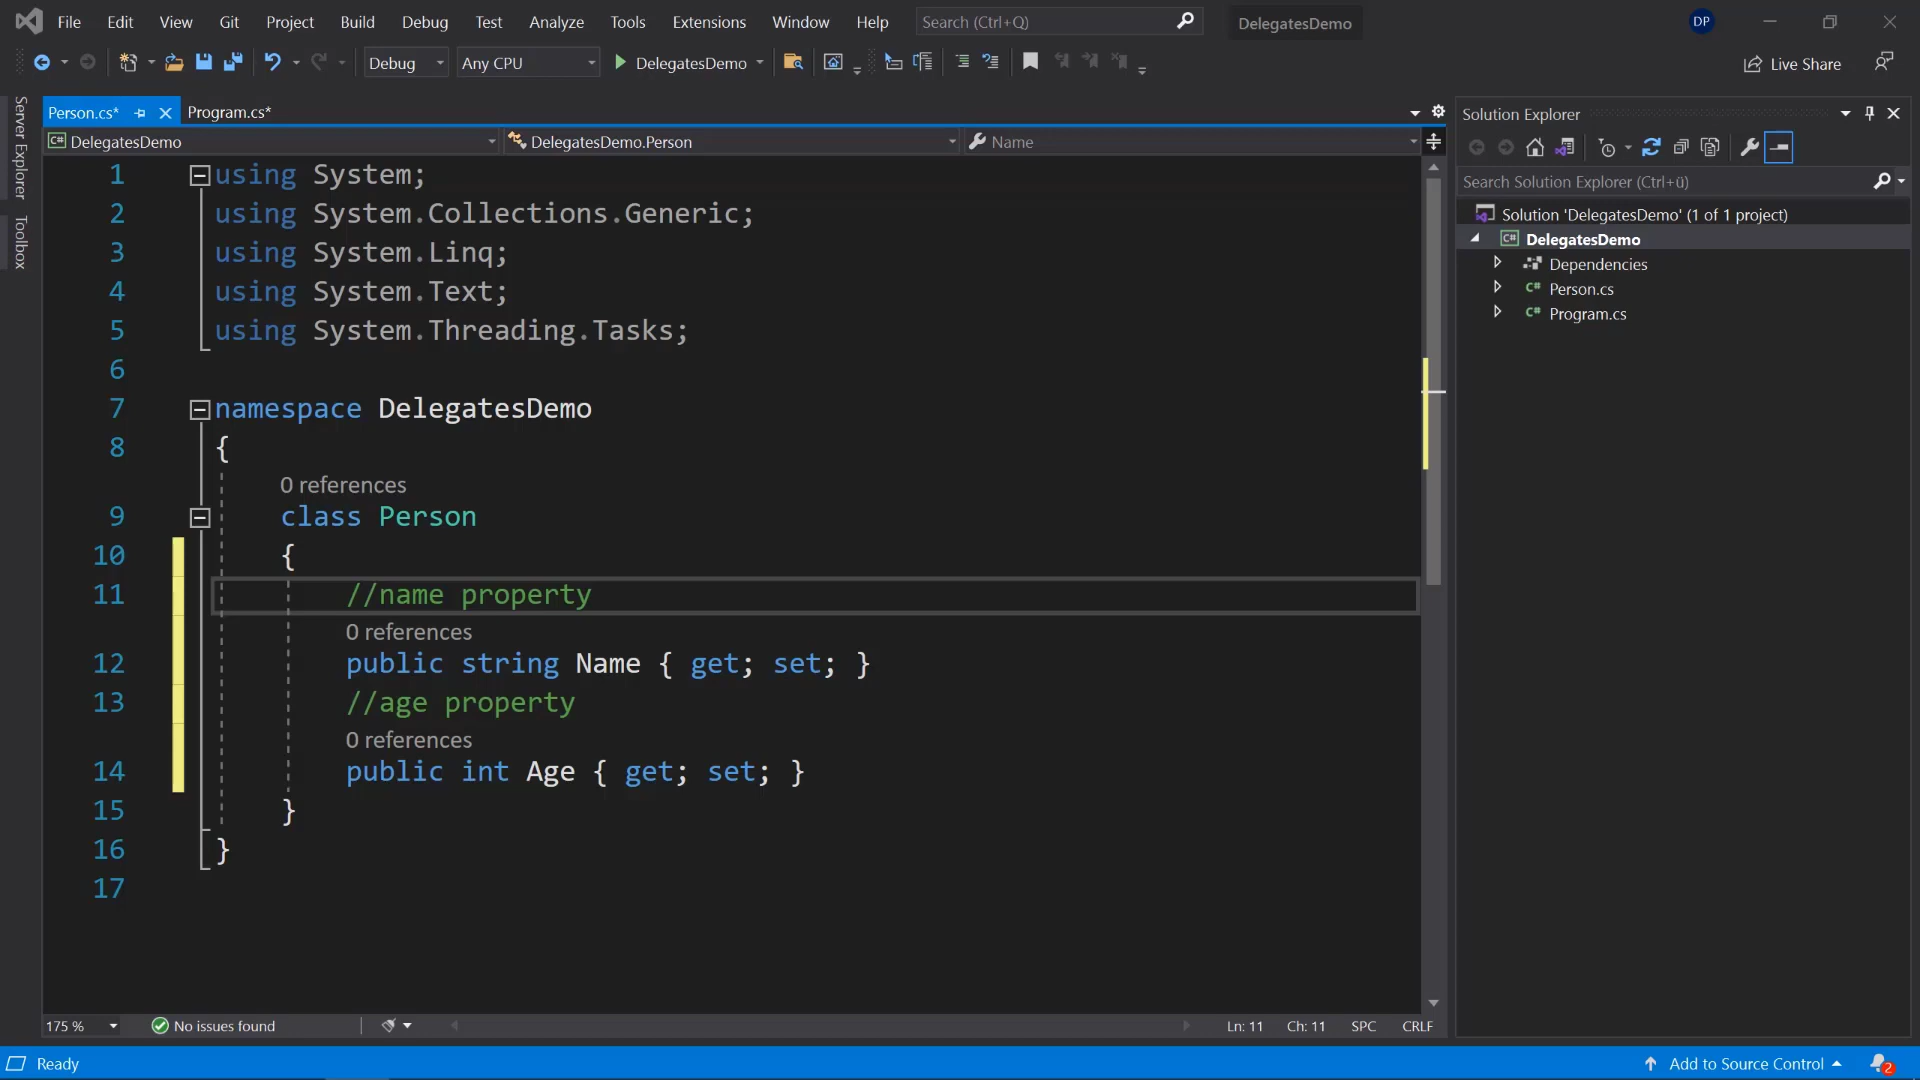 File Edit View Git Project Build Debug Test Analyze Tools Extensions Window Help Search (Ctrl+Q) DelegatesDemo DP
Debug Any CPU DelegatesDemo Live Share
Server Explorer
Toolbox
Person.cs* Program.cs*
C# DelegatesDemo DelegatesDemo.Person Name
1 using System;
2 using System.Collections.Generic;
3 using System.Linq;
4 using System.Text;
5 using System.Threading.Tasks;
6
7 namespace DelegatesDemo
8 {
0 references
9 class Person
10 {
11 //name property
0 references
12 public string Name { get; set; }
13 //age property
0 references
14 public int Age { get; set; }
15 }
16 }
17
175 % No issues found Ln: 11 Ch: 11 SPC CRLF
Solution Explorer
Search Solution Explorer (Ctrl+ü)
Solution 'DelegatesDemo' (1 of 1 project)
C# DelegatesDemo
Dependencies
C# Person.cs
C# Program.cs
Ready Add to Source Control 2